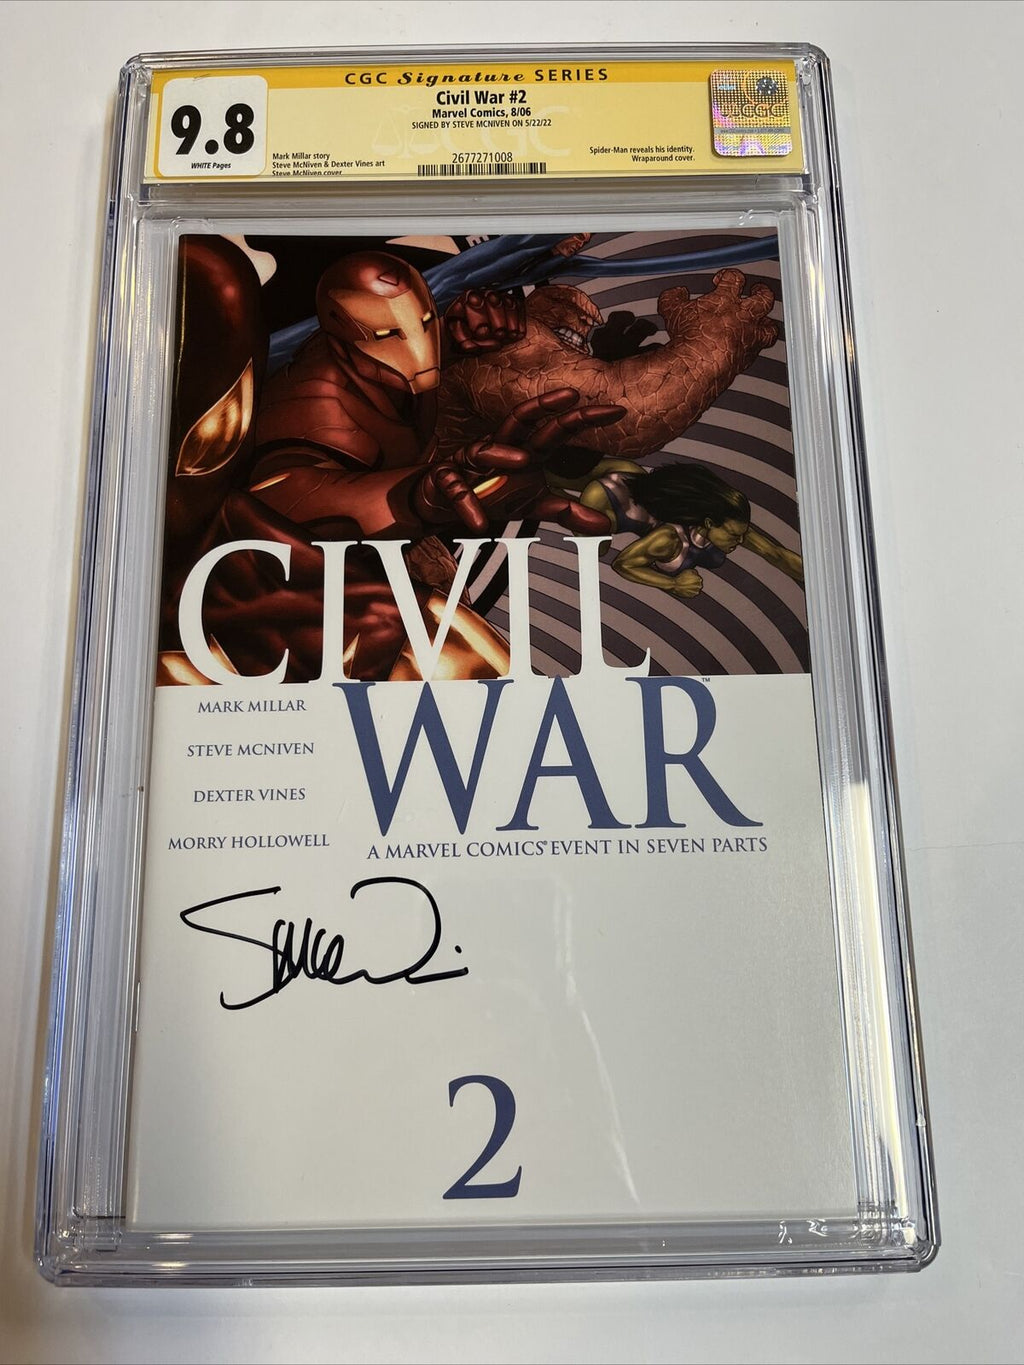 CGC Signature SERIES
9.8
WHITE Pages
Civil War #2
Marvel Comics, 8/06
SIGNED BY STEVE MCNIVEN ON 5/22/22
Mark Millar story
Steve McNiven & Dexter Vines art
Steve McNiven cover
2677271008
Spider-Man reveals his identity.
Wraparound cover.
CGC
CIVIL
WAR™
MARK MILLAR
STEVE MCNIVEN
DEXTER VINES
MORRY HOLLOWELL
A MARVEL COMICS® EVENT IN SEVEN PARTS
2